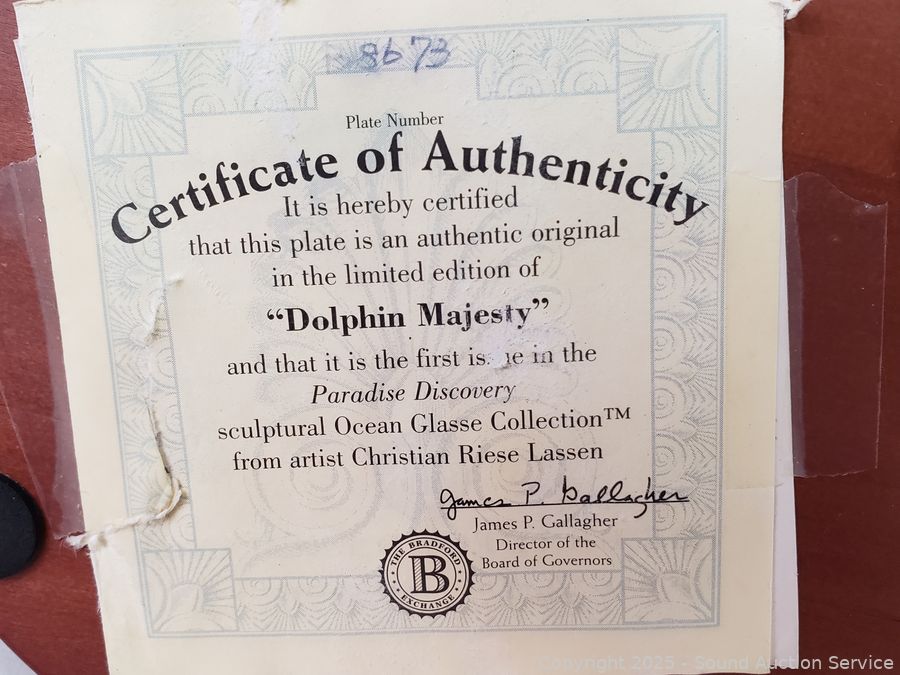 8673
Plate Number
Certificate of Authenticity
It is hereby certified
that this plate is an authentic original
in the limited edition of
“Dolphin Majesty”
and that it is the first is. ue in the
Paradise Discovery
sculptural Ocean Glasse Collection™
from artist Christian Riese Lassen
James P. Gallagher
James P. Gallagher
Director of the
Board of Governors
THE BRADFORD
B
EXCHANGE
Copyright 2025 - Sound Auction Service